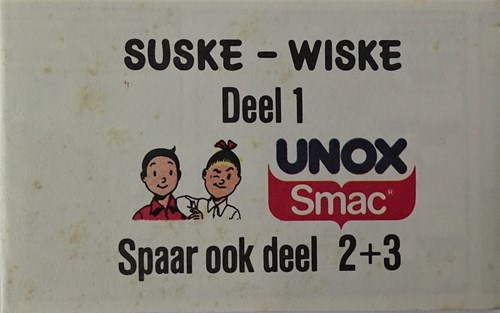 SUSKE - WISKE
Deel 1
UNOX
Smac
Spaar ook deel 2+3